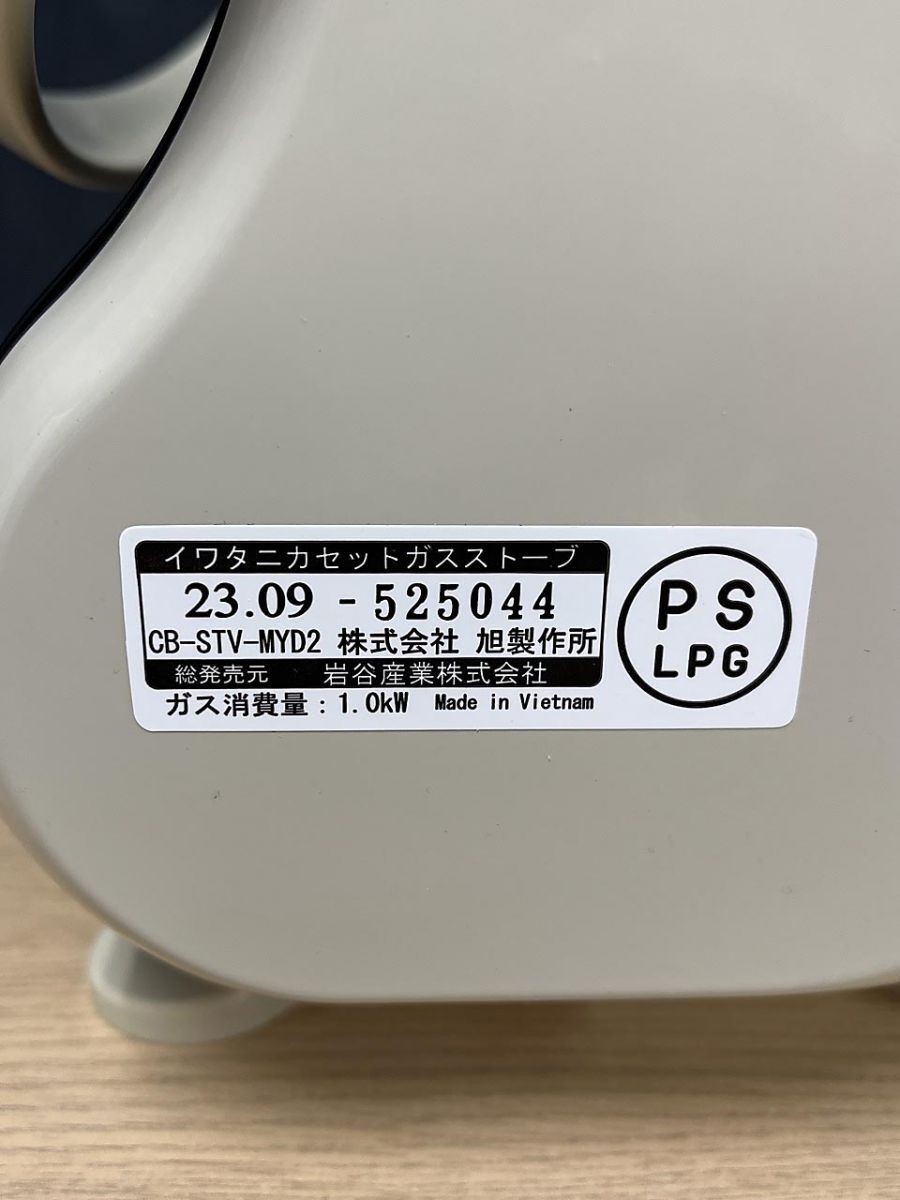 イワタニカセットガスストーブ
23.09 - 525044
CB-STV-MYD2 株式会社 旭製作所
総発売元 岩谷産業株式会社
ガス消費量：1.0kW Made in Vietnam
PS
LPG